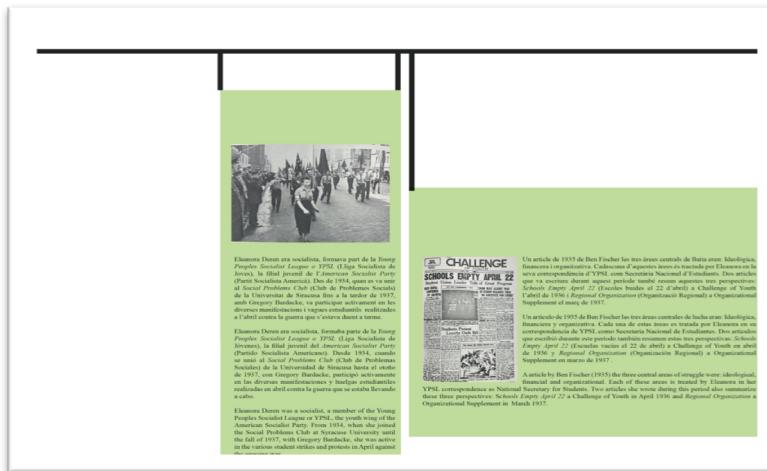 Eleanora Deren era socialista, formava part de la Young
Peoples Socialist League o YPSL (Lliga Socialista de
Joves), la filial juvenil de l'American Socialist Party
(Partit Socialista Americà). Des de 1934, quan es va unir
al Social Problems Club (Club de Problemes Socials)
de la Universitat de Siracusa fins a la tardor de 1937,
amb Gregory Bardacke, va participar activament en les
diverses manifestacions i vagues estudiantils realitzades
a l'abril contra la guerra que s'estava duent a terme.
Eleanora Deren era socialista, formaba parte de la Young
Peoples Socialist League o YPSL (Liga Socialista de
Jóvenes), la filial juvenil del American Socialist Party
(Partido Socialista Americano). Desde 1934, cuando
se unió al Social Problems Club (Club de Problemas
Sociales) de la Universidad de Siracusa hasta el otoño
de 1937, con Gregory Bardacke, participó activamente
en las diversas manifestaciones y huelgas estudiantiles
realizadas en abril contra la guerra que se estaba llevando
a cabo.
Eleanora Deren was a socialist, a member of the Young
Peoples Socialist League or YPSL, the youth wing of the
American Socialist Party. From 1934, when she joined
the Social Problems Club at Syracuse University until
the fall of 1937, with Gregory Bardacke, she was active
in the various student strikes and protests in April against
CHALLENGE
SCHOOLS EMPTY APRIL 22
Un article de 1935 de Ben Fischer les tres àrees centrals de lluita eren: Ideològica,
financera i organitzativa. Cadascuna d'aquestes àrees és tractada per Eleanora en la
seva correspondència d'YPSL com Secretària Nacional d'Estudiants. Dos articles
que va escriure durant aquest període també resums aquestes tres perspectives:
Schools Empty April 22 (Escoles buides el 22 d'abril) a Challenge of Youth
l'abril de 1936 i Regional Organization (Organització Regional) a Organizational
Supplement el març de 1937.
Un articulo de 1935 de Ben Fischer las tres áreas centrales de lucha eran: Ideológica,
financiera y organizativa. Cada una de estas áreas es tratada por Eleanora en su
correspondencia de YPSL como Secretaria Nacional de Estudiantes. Dos artículos
que escribió durante este periodo también resumen estas tres perspectivas: Schools
Empty April 22 (Escuelas vacías el 22 de abril) a Challenge of Youth en abril
de 1936 y Regional Organization (Organización Regional) a Organizational
Supplement en marzo de 1937 .
A article by Ben Fischer (1935) the three central areas of struggle were: ideological,
financial and organizational. Each of these areas is treated by Eleanora in her
YPSL correspondence as National Secretary for Students. Two articles she wrote during this period also summarize
these three perspectives: Schools Empty April 22 a Challenge of Youth in April 1936 and Regional Organization a
Organizational Supplement in March 1937.